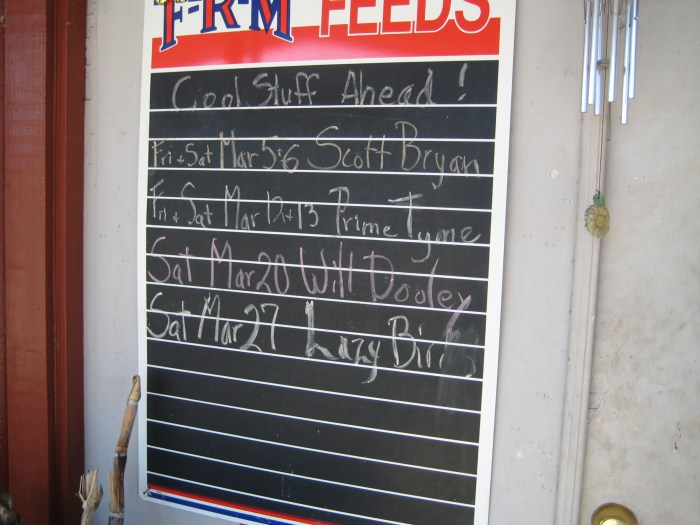 F-R-M FEEDS
Cool Stuff Ahead!
Fri + Sat Mar 5+6 Scott Bryan
Fri + Sat Mar 12+13 Prime Tyme
Sat Mar 20 Will Dooley
Sat Mar 27 Lazy Birds